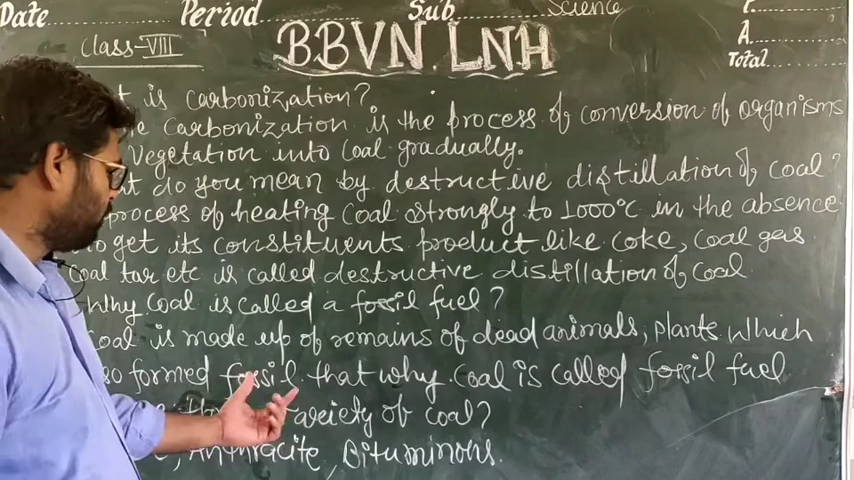 Date Period Sub Science P.
A.
Class-VIII BBVN LNH Total
is carbonization?
Carbonization is the process of conversion of organisms
vegetation into coal gradually.
do you mean by destructive distillation of coal?
process of heating coal strongly to 1000°C in the absence
to get its constituents product like coke, coal gas
coal tar etc is called destructive distillation of coal
Why coal is called a fossil fuel?
coal is made up of remains of dead animals, plants which
so formed fossil that why coal is called fossil fuel
variety of coal?
Anthracite, Bituminous.